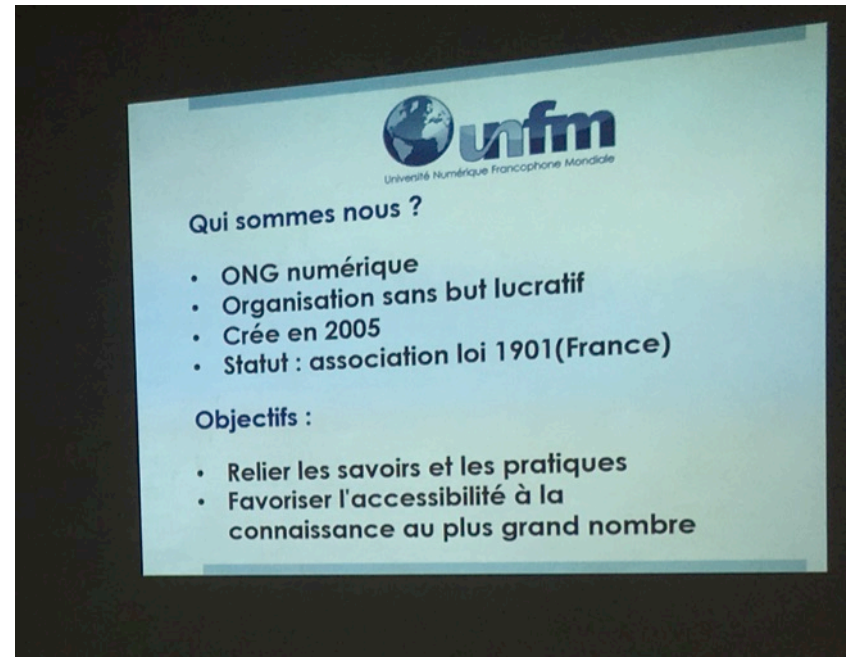 unfm
Université Numérique Francophone Mondiale
Qui sommes nous ?
• ONG numérique
• Organisation sans but lucratif
• Crée en 2005
• Statut : association loi 1901(France)
Objectifs :
• Relier les savoirs et les pratiques
• Favoriser l'accessibilité à la
connaissance au plus grand nombre